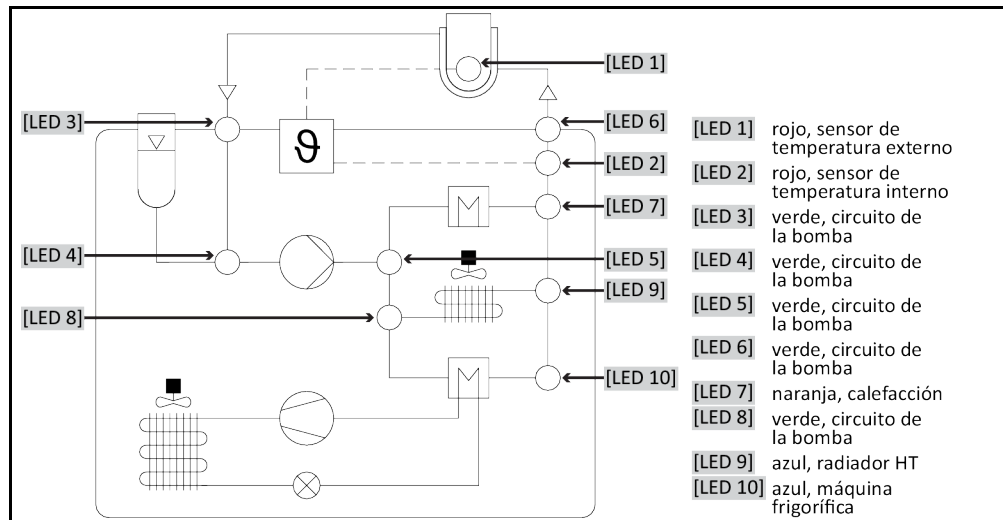 [LED 1]
[LED 3]
[LED 6]
[LED 2]
[LED 7]
[LED 4]
[LED 5]
[LED 9]
[LED 8]
[LED 10]
ϑ
[LED 1] rojo, sensor de
temperatura externo
[LED 2] rojo, sensor de
temperatura interno
[LED 3] verde, circuito de
la bomba
[LED 4] verde, circuito de
la bomba
[LED 5] verde, circuito de
la bomba
[LED 6] verde, circuito de
la bomba
[LED 7] naranja, calefacción
[LED 8] verde, circuito de
la bomba
[LED 9] azul, radiador HT
[LED 10] azul, máquina
frigorífica